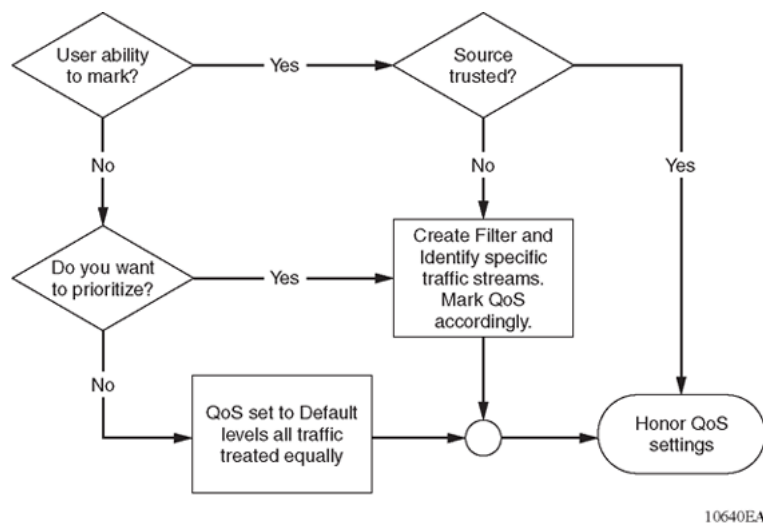 User ability
to mark?
Yes
Source
trusted?
No
No
Yes
Do you want
to prioritize?
Yes
Create Filter and
Identify specific
traffic streams.
Mark QoS
accordingly.
No
QoS set to Default
levels all traffic
treated equally
Honor QoS
settings
10640EA